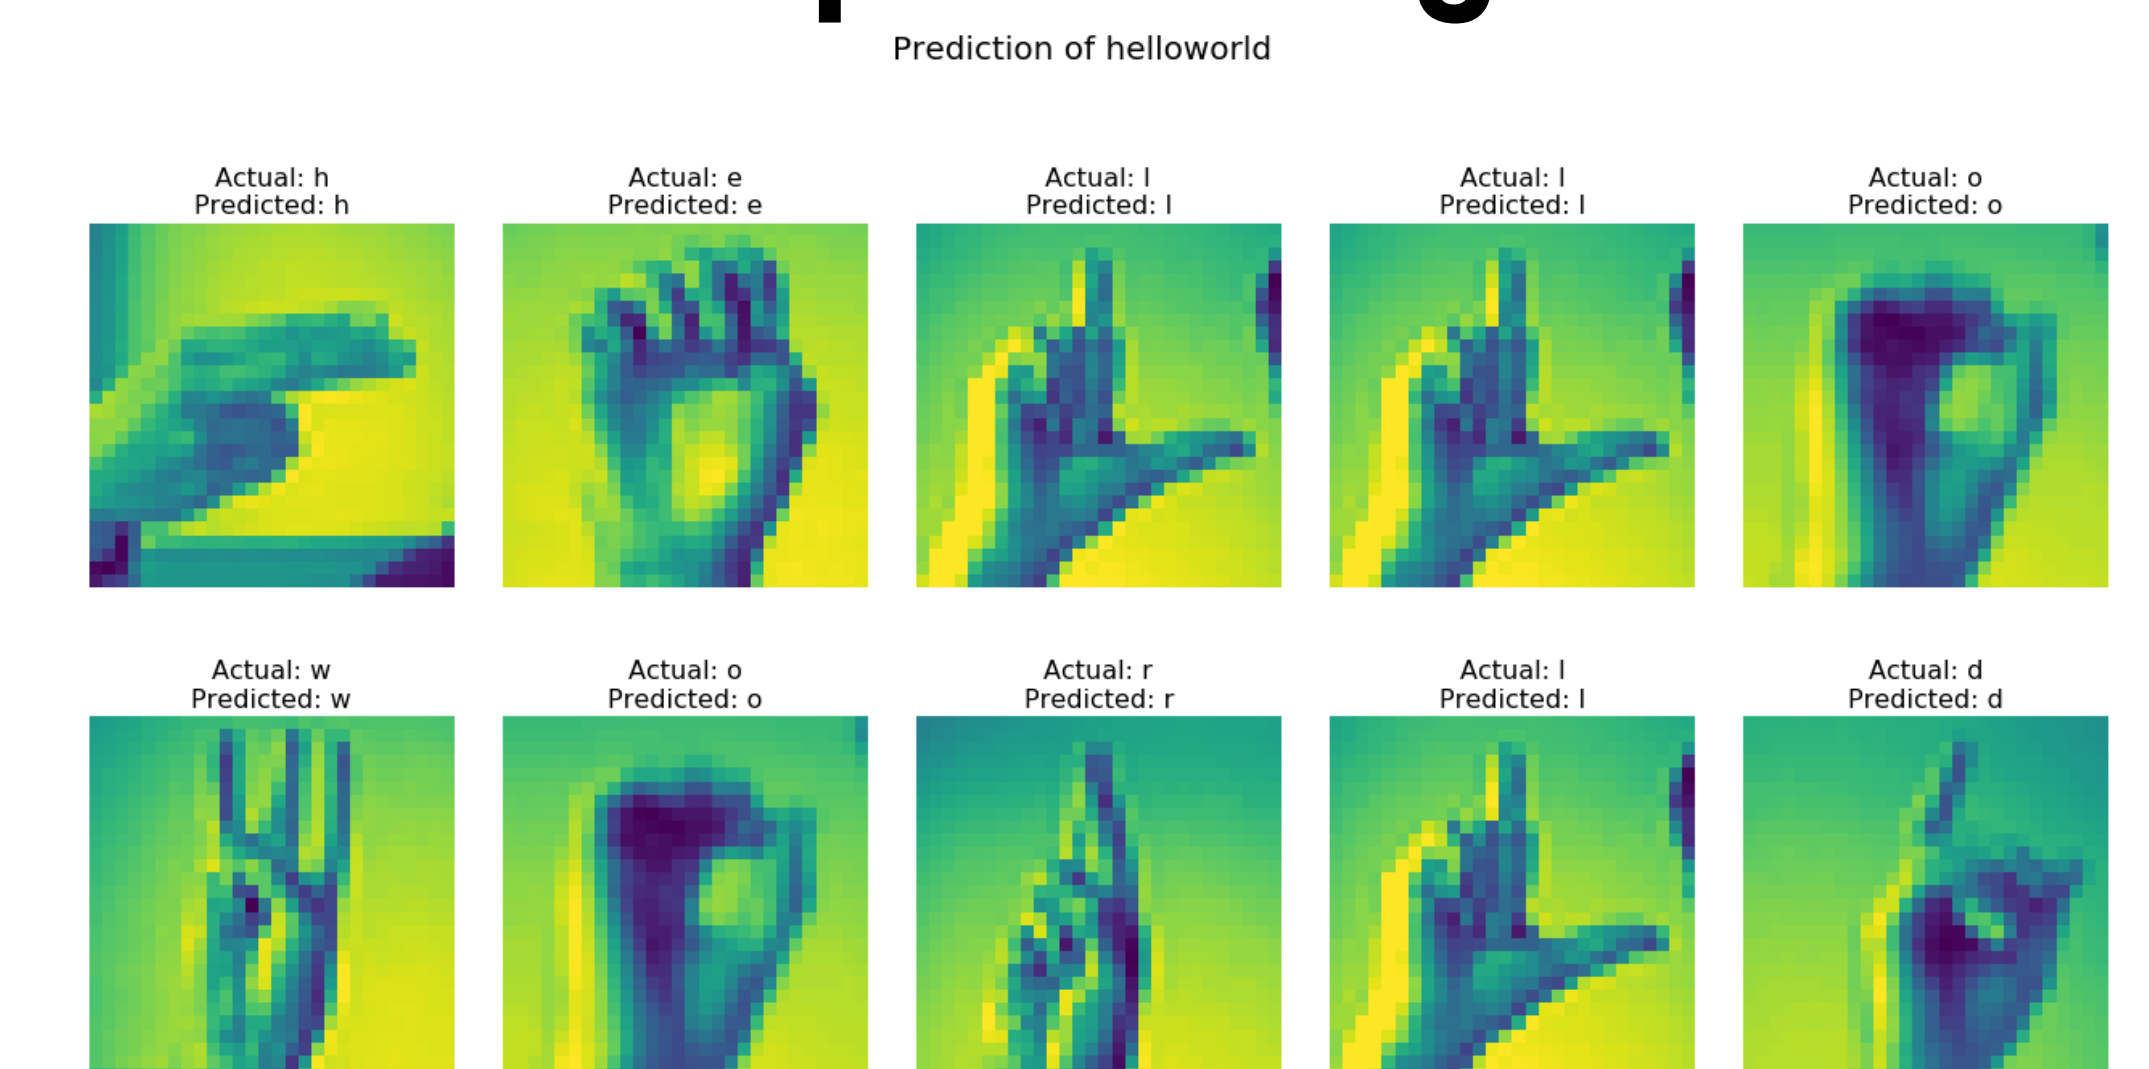 Prediction of helloworld
Actual: h
Predicted: h
Actual: e
Predicted: e
Actual: l
Predicted: l
Actual: l
Predicted: l
Actual: o
Predicted: o
Actual: w
Predicted: w
Actual: o
Predicted: o
Actual: r
Predicted: r
Actual: l
Predicted: l
Actual: d
Predicted: d